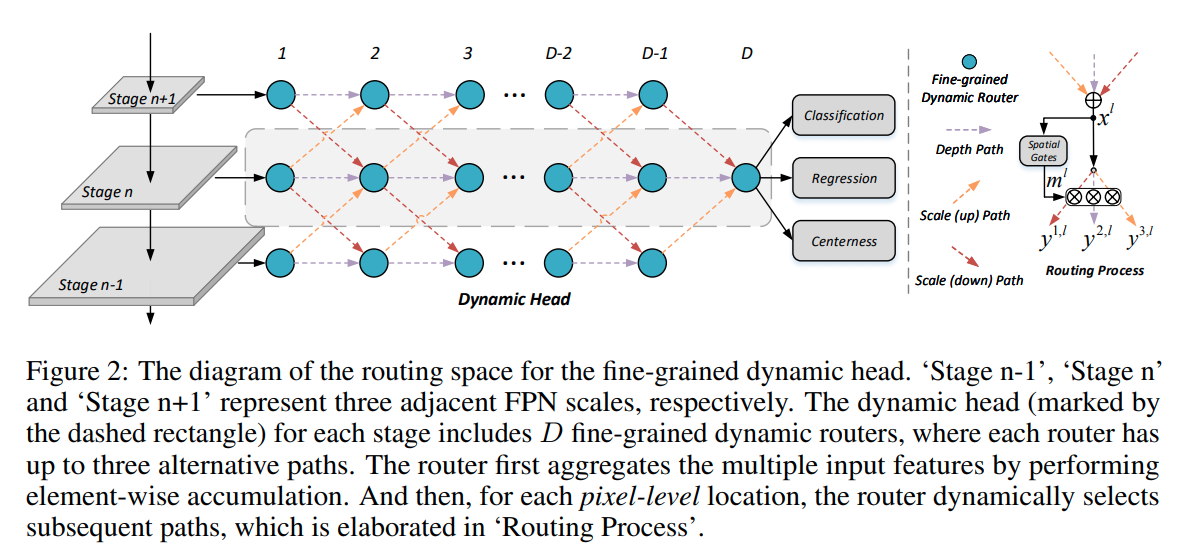 1 2 3 D-2 D-1 D
Stage n+1
Stage n
Stage n-1
...
...
...
Dynamic Head
Classification
Regression
Centerness
Fine-grained
Dynamic Router
Depth Path
Scale (up) Path
Scale (down) Path
x^l
Spatial
Gates
m^l
y^{1,l} y^{2,l} y^{3,l}
Routing Process
Figure 2: The diagram of the routing space for the fine-grained dynamic head. ‘Stage n-1’, ‘Stage n’
and ‘Stage n+1’ represent three adjacent FPN scales, respectively. The dynamic head (marked by
the dashed rectangle) for each stage includes D fine-grained dynamic routers, where each router has
up to three alternative paths. The router first aggregates the multiple input features by performing
element-wise accumulation. And then, for each pixel-level location, the router dynamically selects
subsequent paths, which is elaborated in ‘Routing Process’.